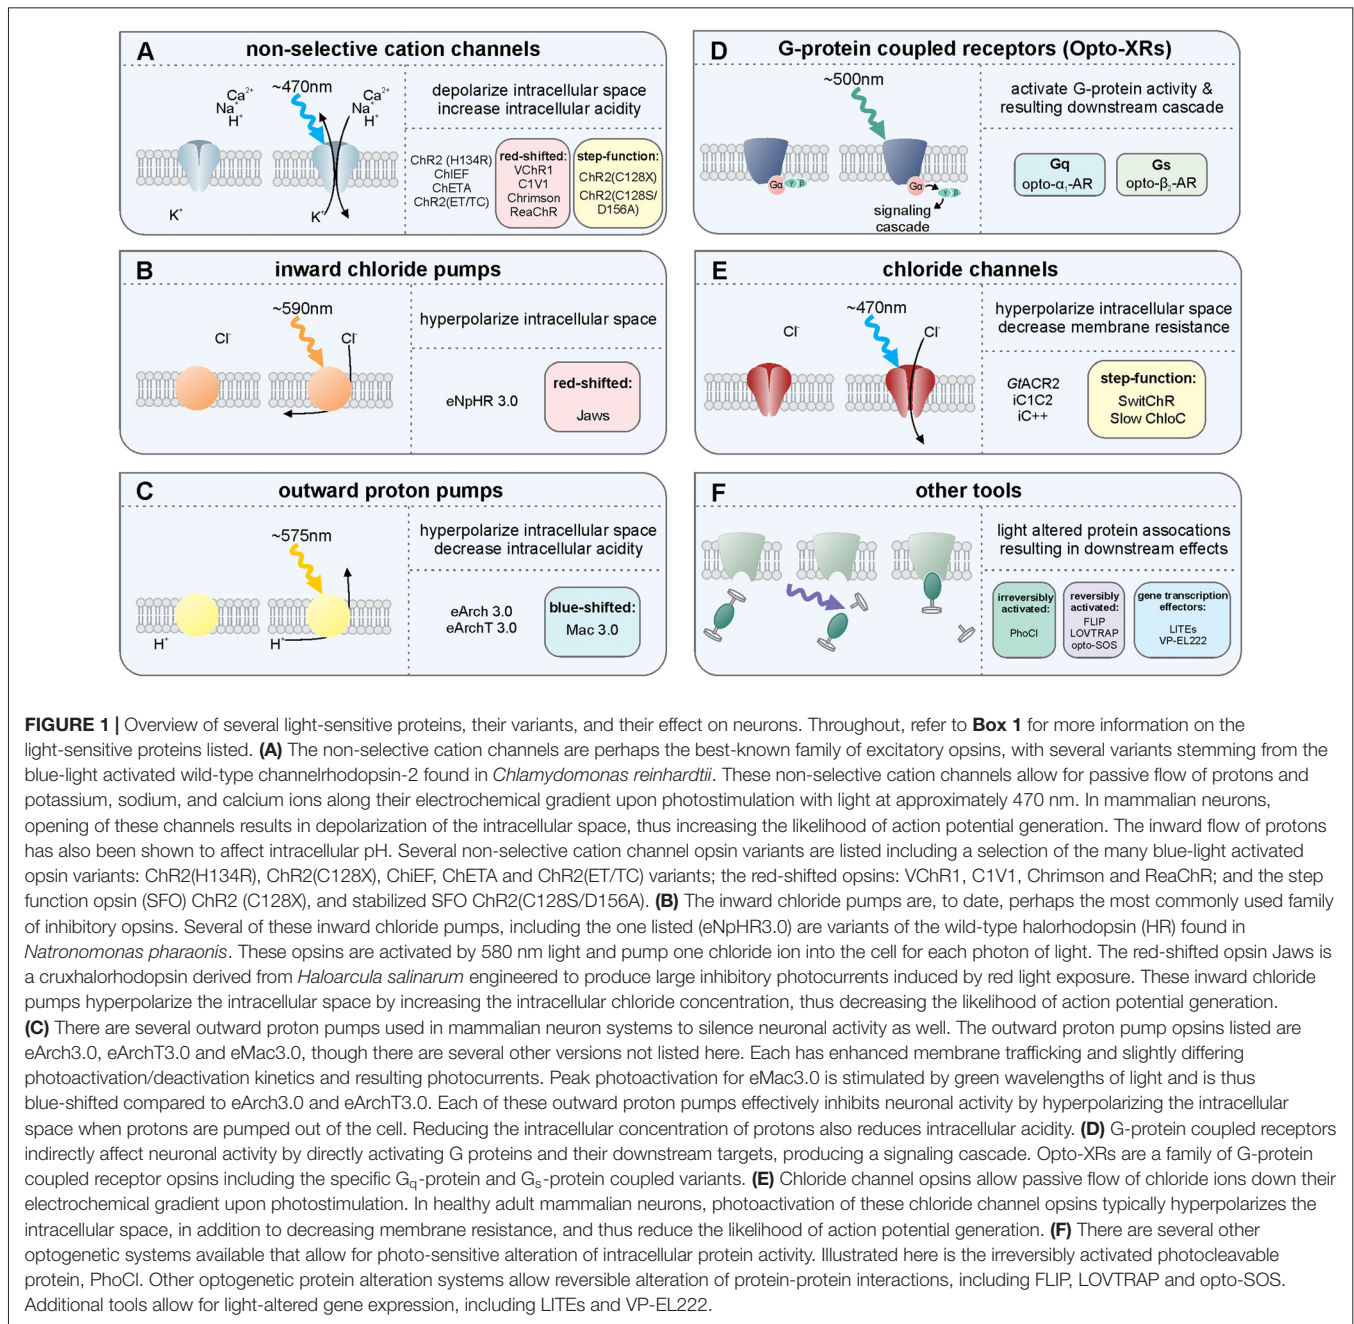 A non-selective cation channels
~470nm
Ca²⁺
Na⁺
H⁺
Ca²⁺
Na⁺
H⁺
K⁺
K⁺
depolarize intracellular space
increase intracellular acidity
ChR2 (H134R)
ChIEF
ChETA
ChR2(ET/TC)
red-shifted:
VChR1
C1V1
Chrimson
ReaChR
step-function:
ChR2(C128X)
ChR2(C128S/
D156A)
B inward chloride pumps
~590nm
Cl⁻
Cl⁻
hyperpolarize intracellular space
eNpHR 3.0
red-shifted:
Jaws
C outward proton pumps
~575nm
H⁺
H⁺
hyperpolarize intracellular space
decrease intracellular acidity
eArch 3.0
eArchT 3.0
blue-shifted:
Mac 3.0
D G-protein coupled receptors (Opto-XRs)
~500nm
Gα
γ β
Gα
γ β
signaling
cascade
activate G-protein activity &
resulting downstream cascade
Gq
opto-α₁-AR
Gs
opto-β₂-AR
E chloride channels
~470nm
Cl⁻
Cl⁻
hyperpolarize intracellular space
decrease membrane resistance
GtACR2
iC1C2
iC++
step-function:
SwitChR
Slow ChloC
F other tools
light altered protein assocations
resulting in downstream effects
irreversibly
activated:
PhoCl
reversibly
activated:
FLIP
LOVTRAP
opto-SOS
gene transcription
effectors:
LITEs
VP-EL222
FIGURE 1 | Overview of several light-sensitive proteins, their variants, and their effect on neurons. Throughout, refer to Box 1 for more information on the
light-sensitive proteins listed. (A) The non-selective cation channels are perhaps the best-known family of excitatory opsins, with several variants stemming from the
blue-light activated wild-type channelrhodopsin-2 found in Chlamydomonas reinhardtii. These non-selective cation channels allow for passive flow of protons and
potassium, sodium, and calcium ions along their electrochemical gradient upon photostimulation with light at approximately 470 nm. In mammalian neurons,
opening of these channels results in depolarization of the intracellular space, thus increasing the likelihood of action potential generation. The inward flow of protons
has also been shown to affect intracellular pH. Several non-selective cation channel opsin variants are listed including a selection of the many blue-light activated
opsin variants: ChR2(H134R), ChR2(C128X), ChiEF, ChETA and ChR2(ET/TC) variants; the red-shifted opsins: VChR1, C1V1, Chrimson and ReaChR; and the step
function opsin (SFO) ChR2 (C128X), and stabilized SFO ChR2(C128S/D156A). (B) The inward chloride pumps are, to date, perhaps the most commonly used family
of inhibitory opsins. Several of these inward chloride pumps, including the one listed (eNpHR3.0) are variants of the wild-type halorhodopsin (HR) found in
Natronomonas pharaonis. These opsins are activated by 580 nm light and pump one chloride ion into the cell for each photon of light. The red-shifted opsin Jaws is
a cruxhalorhodopsin derived from Haloarcula salinarum engineered to produce large inhibitory photocurrents induced by red light exposure. These inward chloride
pumps hyperpolarize the intracellular space by increasing the intracellular chloride concentration, thus decreasing the likelihood of action potential generation.
(C) There are several outward proton pumps used in mammalian neuron systems to silence neuronal activity as well. The outward proton pump opsins listed are
eArch3.0, eArchT3.0 and eMac3.0, though there are several other versions not listed here. Each has enhanced membrane trafficking and slightly differing
photoactivation/deactivation kinetics and resulting photocurrents. Peak photoactivation for eMac3.0 is stimulated by green wavelengths of light and is thus
blue-shifted compared to eArch3.0 and eArchT3.0. Each of these outward proton pumps effectively inhibits neuronal activity by hyperpolarizing the intracellular
space when protons are pumped out of the cell. Reducing the intracellular concentration of protons also reduces intracellular acidity. (D) G-protein coupled receptors
indirectly affect neuronal activity by directly activating G proteins and their downstream targets, producing a signaling cascade. Opto-XRs are a family of G-protein
coupled receptor opsins including the specific Gq-protein and Gs-protein coupled variants. (E) Chloride channel opsins allow passive flow of chloride ions down their
electrochemical gradient upon photostimulation. In healthy adult mammalian neurons, photoactivation of these chloride channel opsins typically hyperpolarizes the
intracellular space, in addition to decreasing membrane resistance, and thus reduce the likelihood of action potential generation. (F) There are several other
optogenetic systems available that allow for photo-sensitive alteration of intracellular protein activity. Illustrated here is the irreversibly activated photocleavable
protein, PhoCl. Other optogenetic protein alteration systems allow reversible alteration of protein-protein interactions, including FLIP, LOVTRAP and opto-SOS.
Additional tools allow for light-altered gene expression, including LITEs and VP-EL222.